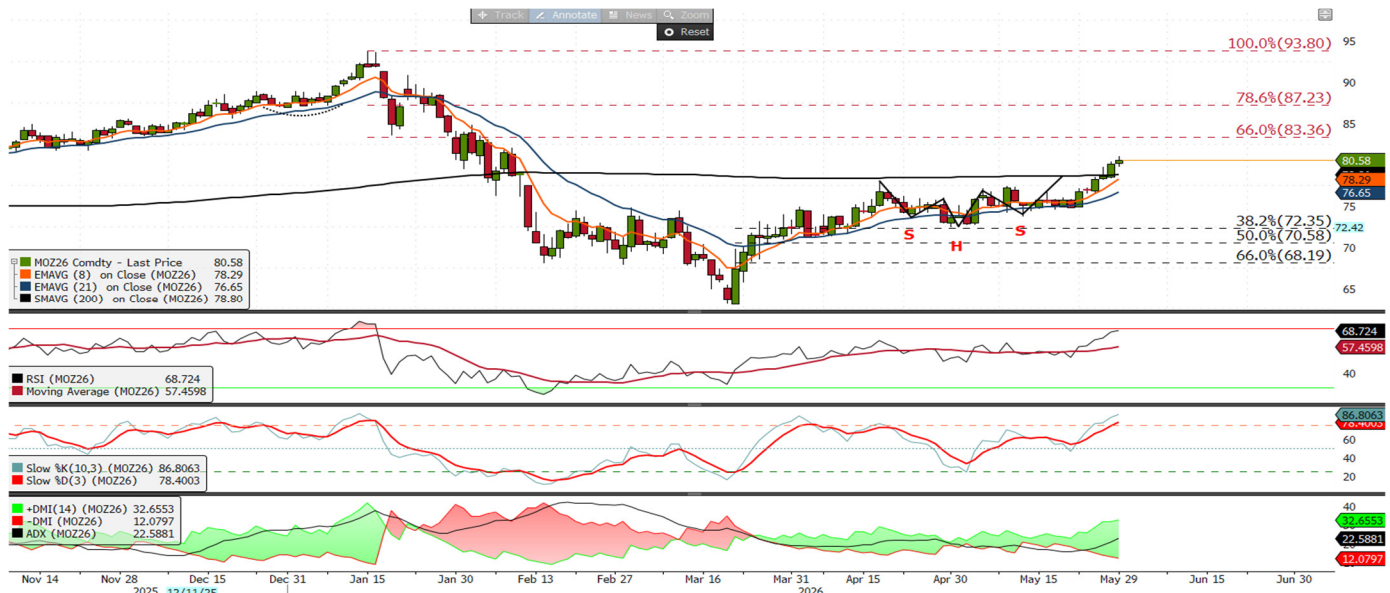 Track Annotate News Zoom
Reset
100.0%(93.80)
95
90
78.6%(87.23)
85
66.0%(83.36)
80.58
78.29
76.65
75
38.2%(72.35)
72.42
50.0%(70.58)
70
66.0%(68.19)
65
S
H
S
MOZ26 Comdty - Last Price 80.58
EMAVG (8) on Close (MOZ26) 78.29
EMAVG (21) on Close (MOZ26) 76.65
SMAVG (200) on Close (MOZ26) 78.80
68.724
57.4598
40
RSI (MOZ26) 68.724
Moving Average (MOZ26) 57.4598
86.8063
78.4003
60
40
20
Slow %K(10,3) (MOZ26) 86.8063
Slow %D(3) (MOZ26) 78.4003
+DMI(14) (MOZ26) 32.6553
-DMI (MOZ26) 12.0797
ADX (MOZ26) 22.5881
40
32.6553
22.5881
12.0797
Nov 14 Nov 28 Dec 15 Dec 31 Jan 15 Jan 30 Feb 13 Feb 27 Mar 16 Mar 31 Apr 15 Apr 30 May 15 May 29 Jun 15 Jun 30
2025 12/11/25 2026